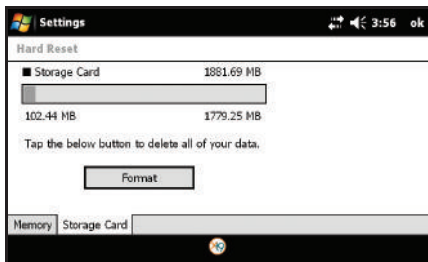 Settings 3:56 ok
Hard Reset
Storage Card 1881.69 MB
102.44 MB 1779.25 MB
Tap the below button to delete all of your data.
Format
Memory Storage Card